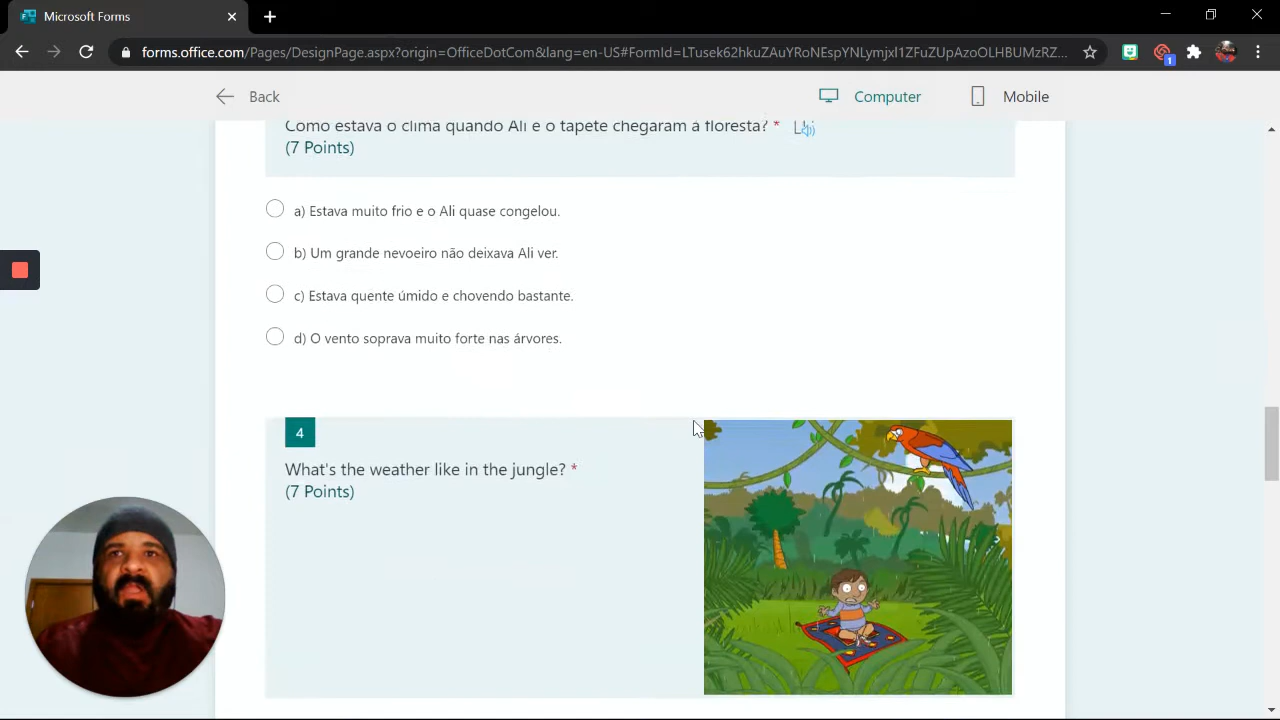 Microsoft Forms
forms.office.com/Pages/DesignPage.aspx?origin=OfficeDotCom&lang=en-US#FormId=LTusek62hkuZAuYRoNEspYNLymjxI1ZFuZUpAzoOLHBUMzRZ...
1
Back
Computer
Mobile
Como estava o clima quando Ali e o tapete chegaram à floresta? *
(7 Points)
a) Estava muito frio e o Ali quase congelou.
b) Um grande nevoeiro não deixava Ali ver.
c) Estava quente úmido e chovendo bastante.
d) O vento soprava muito forte nas árvores.
4
What's the weather like in the jungle? *
(7 Points)